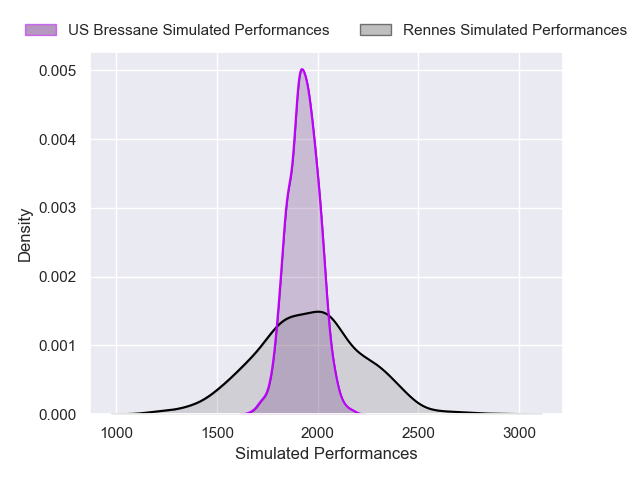 US Bressane Simulated Performances Rennes Simulated Performances
0.005
0.004
0.003
0.002
0.001
0.000
Density
1000 1500 2000 2500 3000
Simulated Performances